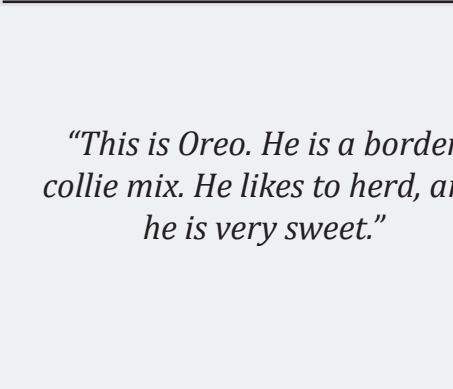 “This is Oreo. He is a border
collie mix. He likes to herd, an
he is very sweet.”